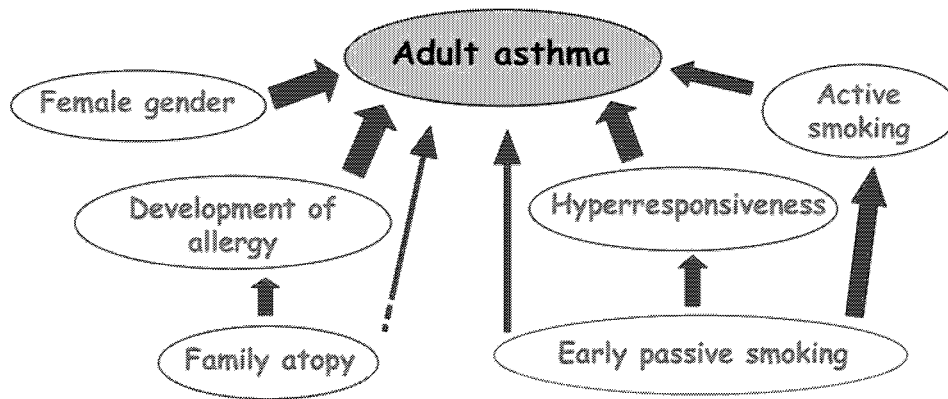 Adult asthma
Female gender
Active
smoking
Development of
allergy
Hyperresponsiveness
Family atopy
Early passive smoking